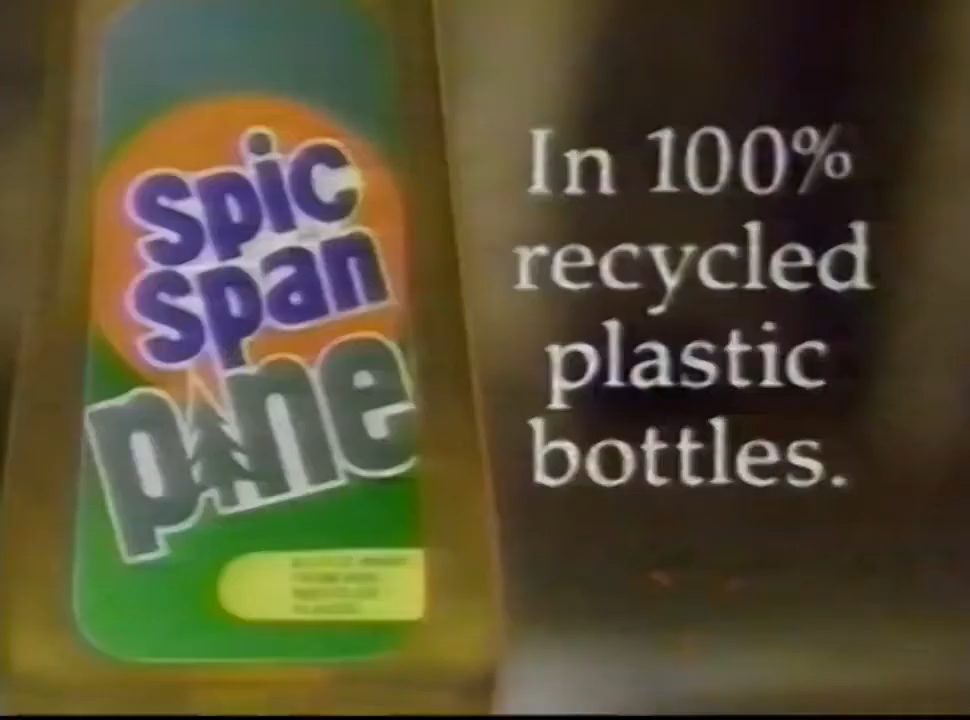 spic
span
pine
In 100%
recycled
plastic
bottles.